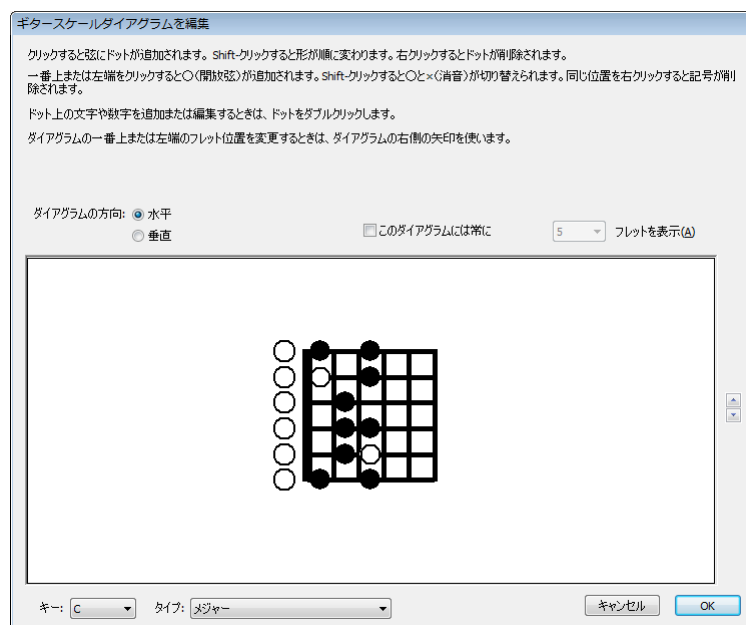 ギタースケールダイアグラムを編集
クリックすると弦にドットが追加されます。Shift-クリックすると形が順に変わります。右クリックするとドットが削除されます。
一番上または左端をクリックすると○(開放弦)が追加されます。Shift-クリックすると○と×(消音)が切り替えられます。同じ位置を右クリックすると記号が削
除されます。
ドット上の文字や数字を追加または編集するときは、ドットをダブルクリックします。
ダイアグラムの一番上または左端のフレット位置を変更するときは、ダイアグラムの右側の矢印を使います。
ダイアグラムの方向: 水平
垂直
このダイアグラムには常に 5 フレットを表示(A)
キー: C タイプ: メジャー キャンセル OK